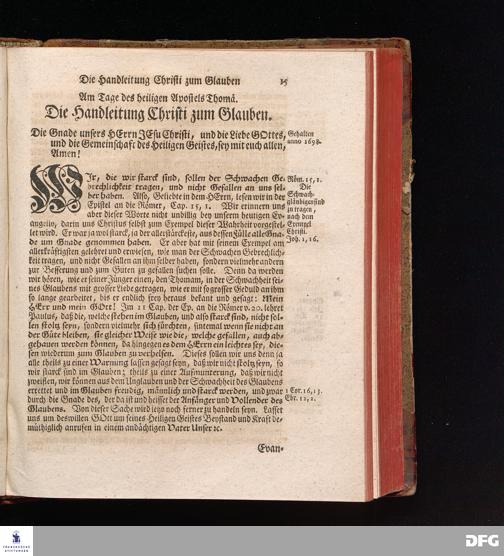 Die Handleitung Christi zum Glauben 15
Am Tage des heiligen Apostels Thomä.
Die Handleitung Christi zum Glauben.
Die Gnade unsers HErrn JEsu Christi, und die Liebe GOttes,
und die Gemeinschaft des Heiligen Geistes, sey mit euch allen,
Amen!
Gehalten
anno 1698.
WIr, die wir starck sind, sollen der Schwachen Ge-
brechlichkeit tragen, und nicht Gefallen an uns sel-
ber haben. Also, Geliebte in dem HErrn, lesen wir in der
Epistel an die Römer, Cap. 15, 1. Wir erinnern uns
aber dieser Worte nicht unbillig bey unserm heutigen Ev-
angelio, darin uns Christus selbst zum Exempel dieser Wahrheit vorgestel-
let wird. Er war ja wol starck, ja der allerstärckeste, aus dessen Fülle alle Gna-
de um Gnade genommen haben. Er aber hat mit seinem Exempel am
allerkräftigsten gelehret und erwiesen, wie man der Schwachen Gebrechlich-
keit tragen, und nicht Gefallen an ihm selber haben, sondern vielmehr andern
zur Besserung und zum Guten zu gefallen suchen solle. Denn da werden
wir hören, wie er seiner Jünger einen, den Thomam, in der Schwachheit sei-
nes Glaubens mit grosser Liebe getragen, wie er mit so grosser Geduld an ihm
so lange gearbeitet, bis er endlich frey heraus bekant und gesagt: Mein
HErr und mein GOtt! Im 11 Cap. der Ep. an die Römer v. 20. lehret
Paulus, daß die, welche stehen im Glauben, und also starck sind, nicht sol-
len stoltz seyn, sondern vielmehr sich fürchten, sintemal wenn sie nicht an
der Güte bleiben, sie gleicher Weise wie die, welche gefallen, auch ab-
gehauen werden können, da hingegen es dem HErrn ein leichtes sey, die-
sen wiederum zum Glauben zu verhelfen. Dieses sollen wir uns denn ja
alle theils zu einer Warnung lassen gesagt seyn, daß wir nicht stoltz seyn, so
wir starck sind im Glauben; theils zu einer Aufmunterung, daß wir nicht
zweifeln, wir können aus dem Unglauben und der Schwachheit des Glaubens
errettet und im Glauben freudig, männlich und starck werden, und zwar
durch die Gnade des, der da ist und heisset der Anfänger und Vollender des
Glaubens. Von dieser Sache wird jetzo noch ferner zu handeln seyn. Lasset
uns um deswillen GOtt um seines Heiligen Geistes Beystand und Kraft de-
müthiglich anrufen in einem andächtigen Vater Unser ꝛc.
Röm. 15, 1.
Die
Schwach-
gläubigen sind
zu tragen,
nach dem
Exempel
Christi.
Joh. 1, 16.
1 Cor. 16, 13.
Ebr. 12, 2.
Evan-
FRANCKESCHE
STIFTUNGEN
DFG